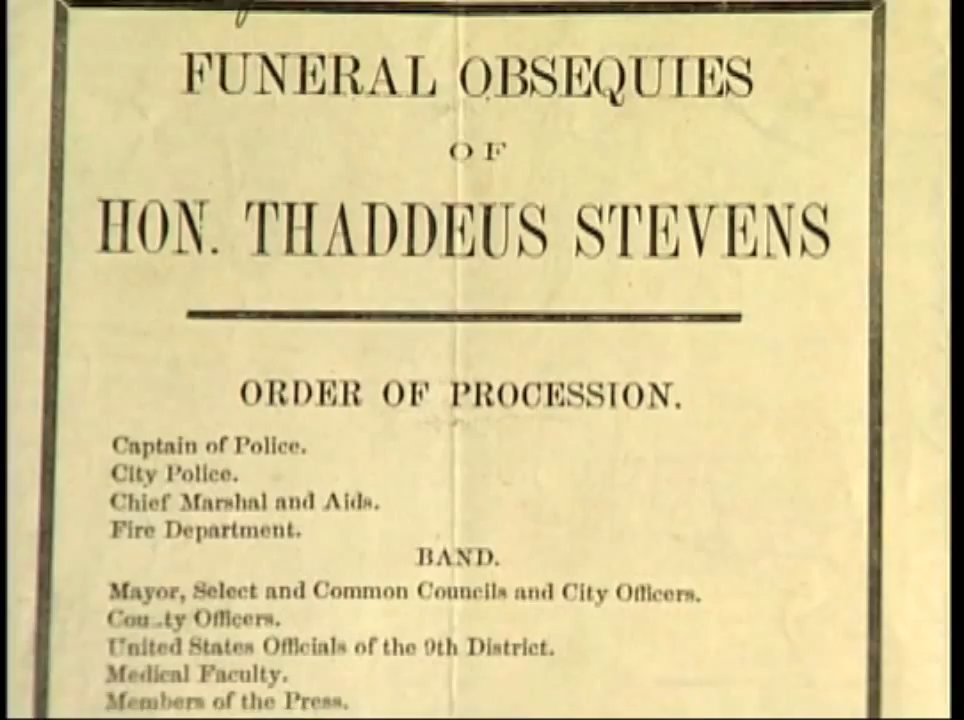 FUNERAL OBSEQUIES
OF
HON. THADDEUS STEVENS
ORDER OF PROCESSION.
Captain of Police.
City Police.
Chief Marshal and Aids.
Fire Department.
BAND.
Mayor, Select and Common Councils and City Officers.
County Officers.
United States Officials of the 9th District.
Medical Faculty.
Members of the Press.